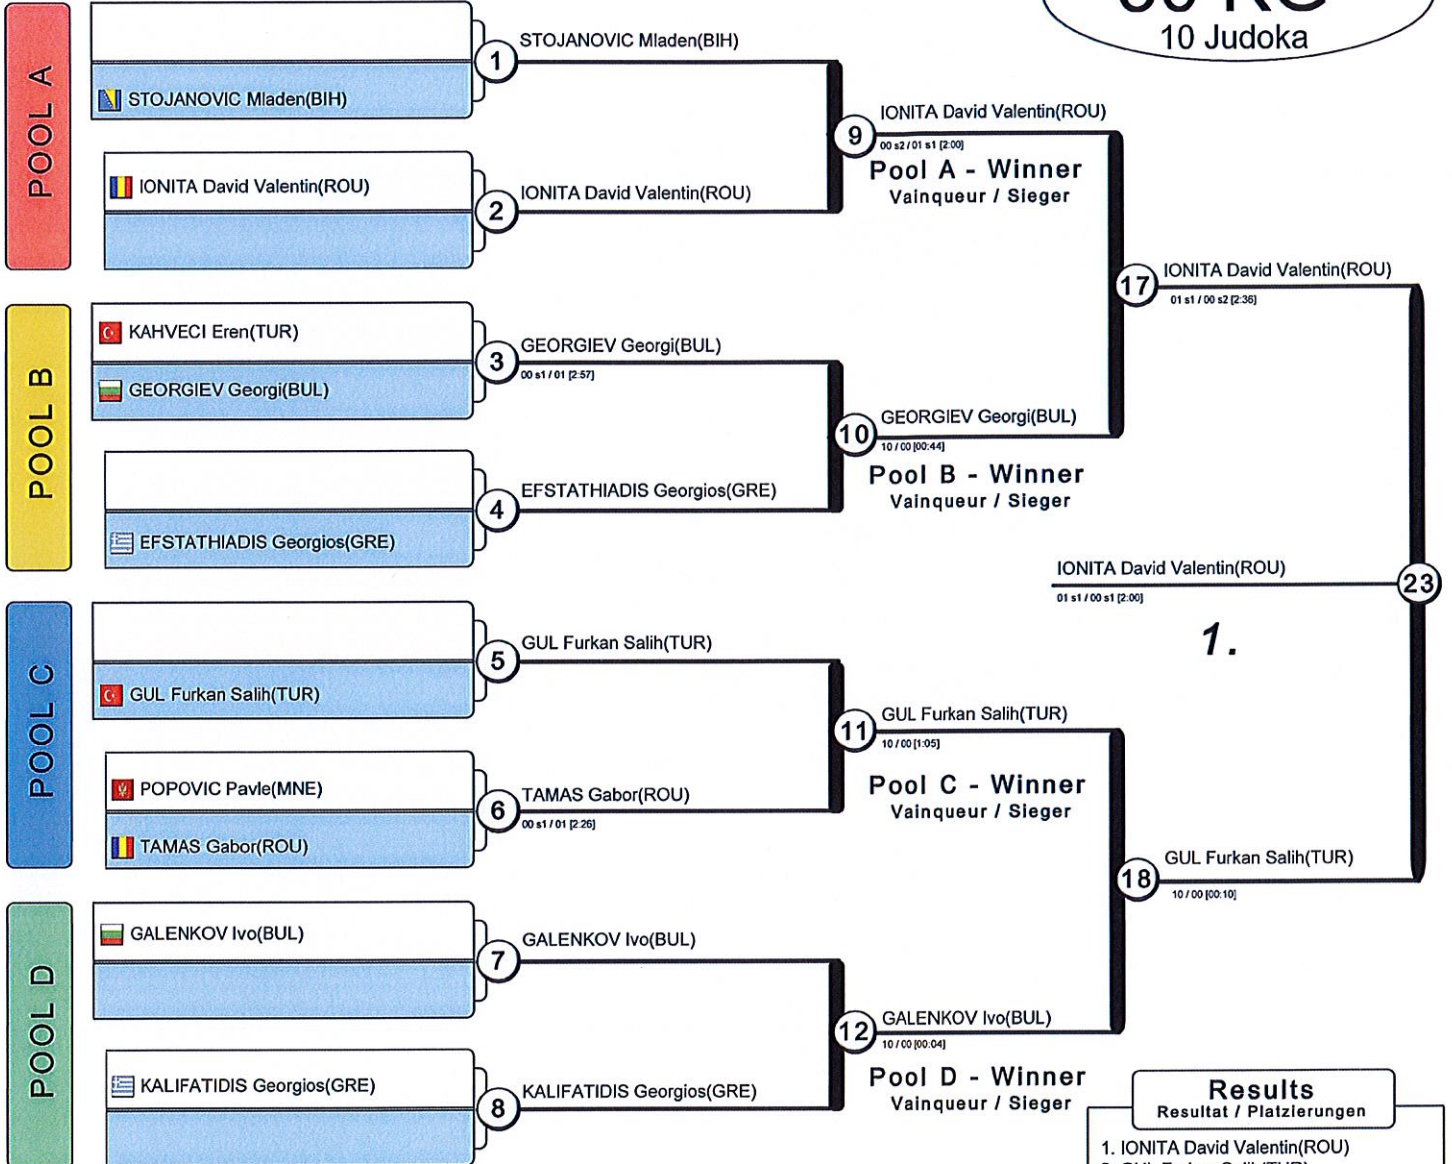 10 Judoka
POOL A
STOJANOVIC Mladen(BIH)
1
STOJANOVIC Mladen(BIH)
IONITA David Valentin(ROU)
2
IONITA David Valentin(ROU)
9
IONITA David Valentin(ROU)
00 s2 / 01 s1 [2:00]
Pool A - Winner
Vainqueur / Sieger
POOL B
KAHVECI Eren(TUR)
GEORGIEV Georgi(BUL)
3
GEORGIEV Georgi(BUL)
00 s1 / 01 [2:57]
EFSTATHIADIS Georgios(GRE)
4
EFSTATHIADIS Georgios(GRE)
10
GEORGIEV Georgi(BUL)
10 / 00 [00:44]
Pool B - Winner
Vainqueur / Sieger
17
IONITA David Valentin(ROU)
01 s1 / 00 s2 [2:36]
POOL C
GUL Furkan Salih(TUR)
5
GUL Furkan Salih(TUR)
POPOVIC Pavle(MNE)
TAMAS Gabor(ROU)
6
TAMAS Gabor(ROU)
00 s1 / 01 [2:26]
11
GUL Furkan Salih(TUR)
10 / 00 [1:05]
Pool C - Winner
Vainqueur / Sieger
POOL D
GALENKOV Ivo(BUL)
7
GALENKOV Ivo(BUL)
KALIFATIDIS Georgios(GRE)
8
KALIFATIDIS Georgios(GRE)
12
GALENKOV Ivo(BUL)
10 / 00 [00:04]
Pool D - Winner
Vainqueur / Sieger
18
GUL Furkan Salih(TUR)
10 / 00 [00:10]
IONITA David Valentin(ROU)
23
01 s1 / 00 s1 [2:00]
1.
Results
Resultat / Platzierungen
1. IONITA David Valentin(ROU)